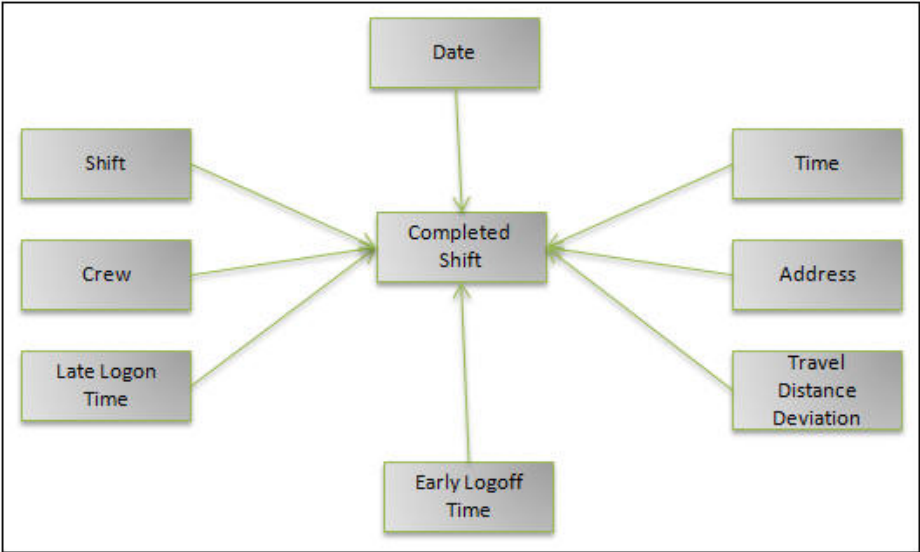 Date
Shift
Time
Completed
Shift
Crew
Address
Late Logon
Time
Travel
Distance
Deviation
Early Logoff
Time